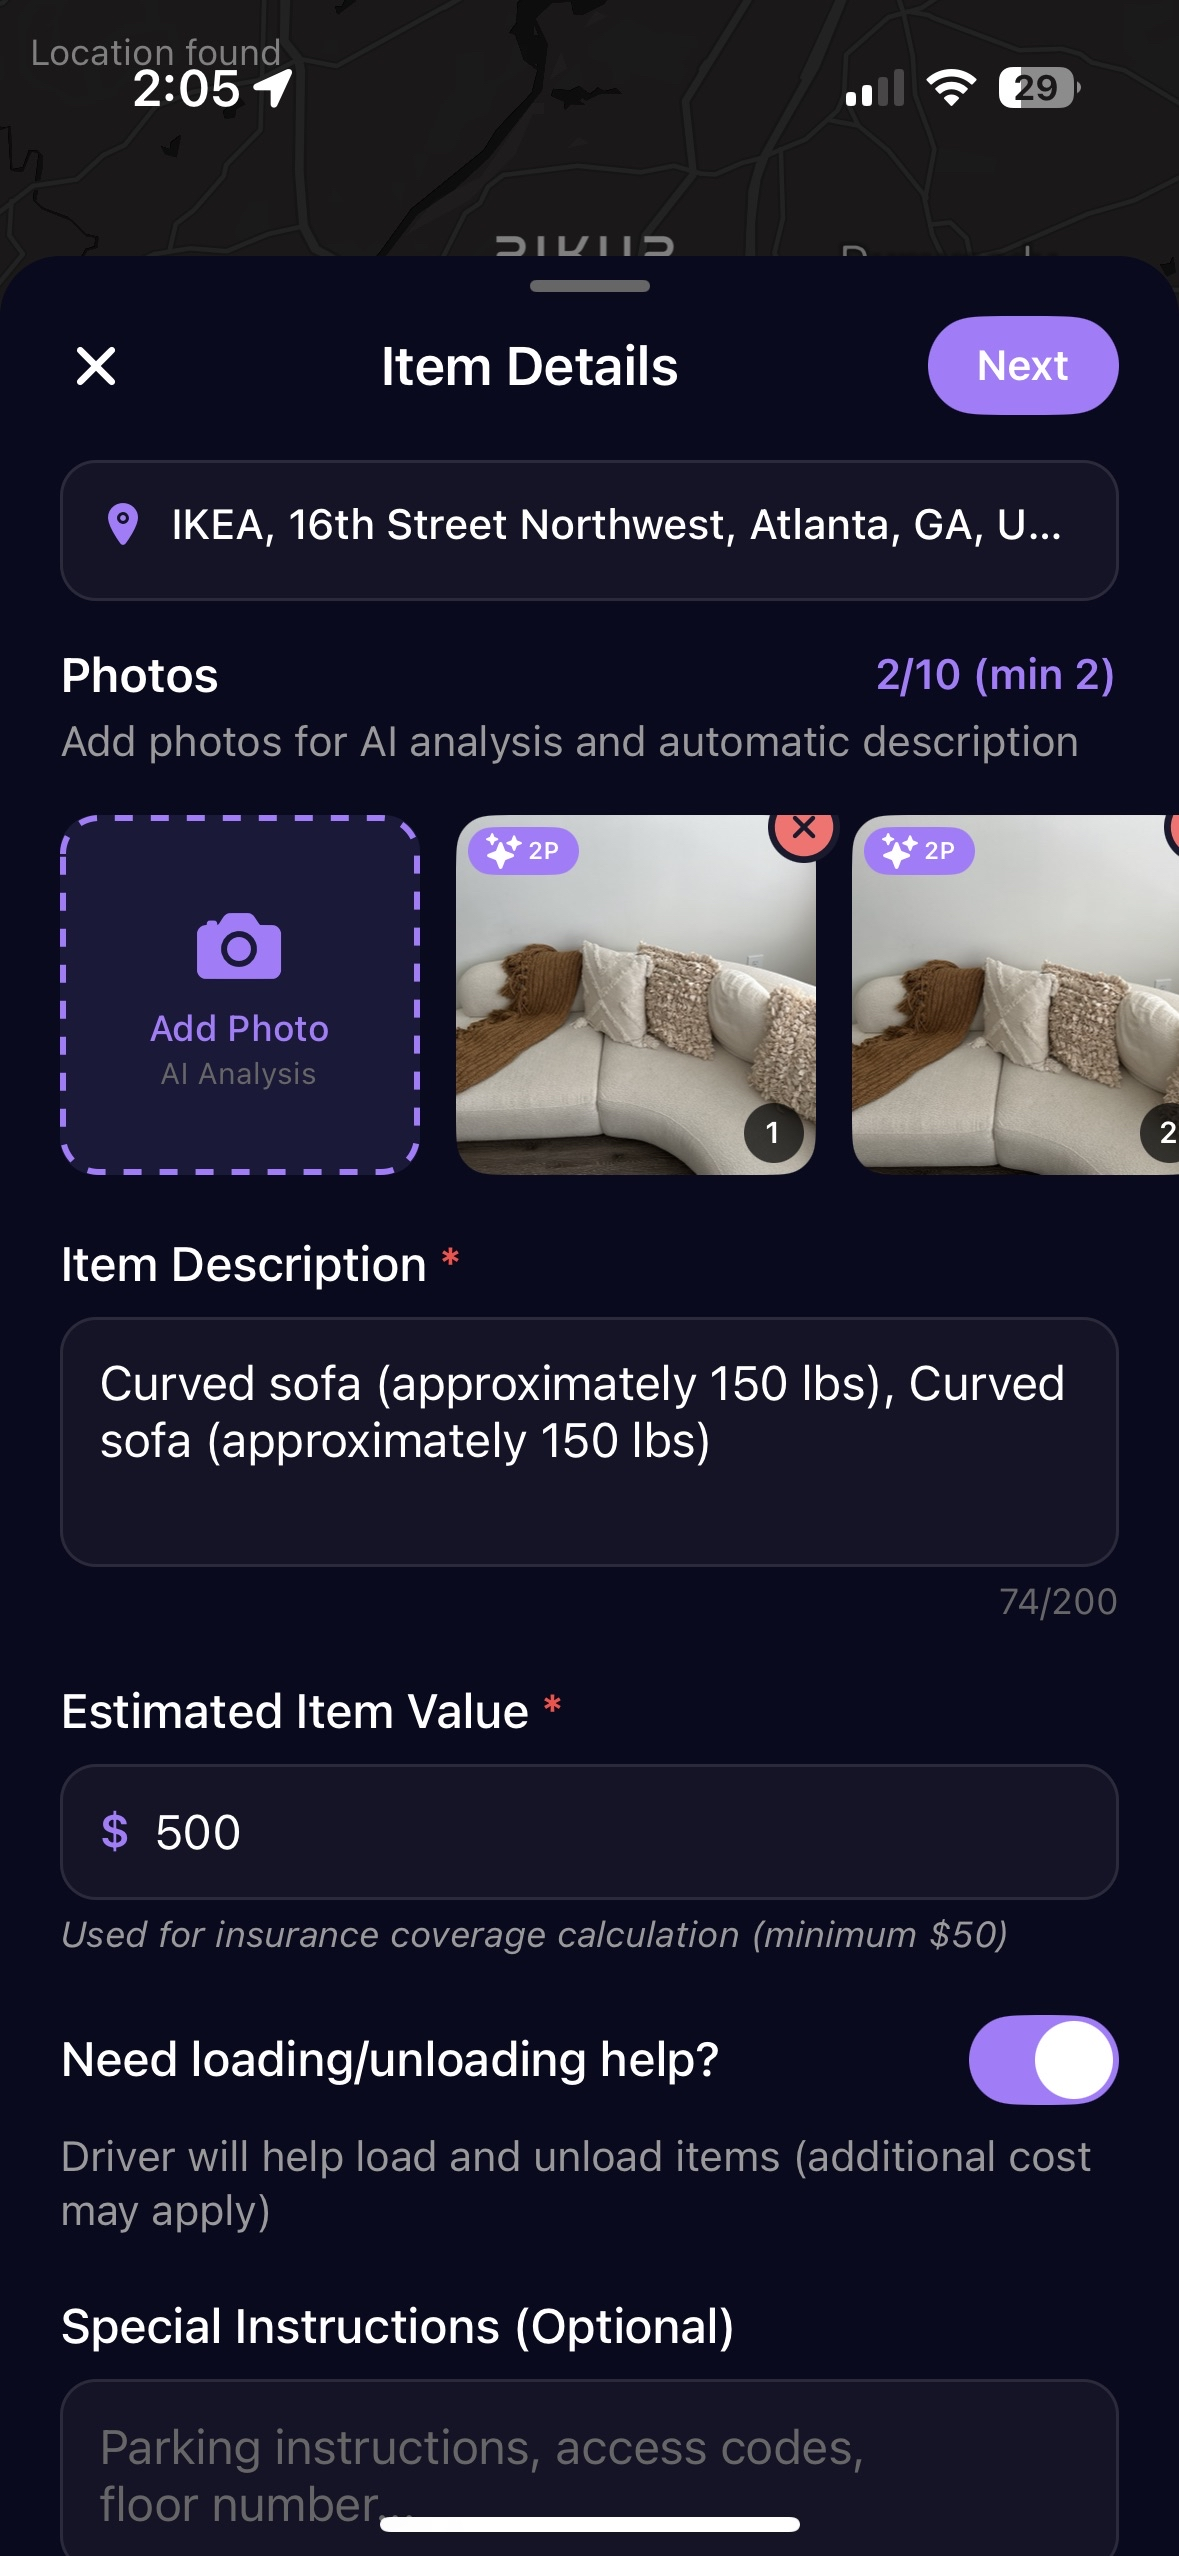 Location found
2:05
29
Item Details
Next
IKEA, 16th Street Northwest, Atlanta, GA, U...
Photos
2/10 (min 2)
Add photos for AI analysis and automatic description
2P
2P
Add Photo
AI Analysis
1
2
Item Description *
Curved sofa (approximately 150 lbs), Curved
sofa (approximately 150 lbs)
74/200
Estimated Item Value *
$ 500
Used for insurance coverage calculation (minimum $50)
Need loading/unloading help?
Driver will help load and unload items (additional cost
may apply)
Special Instructions (Optional)
Parking instructions, access codes,
floor number...